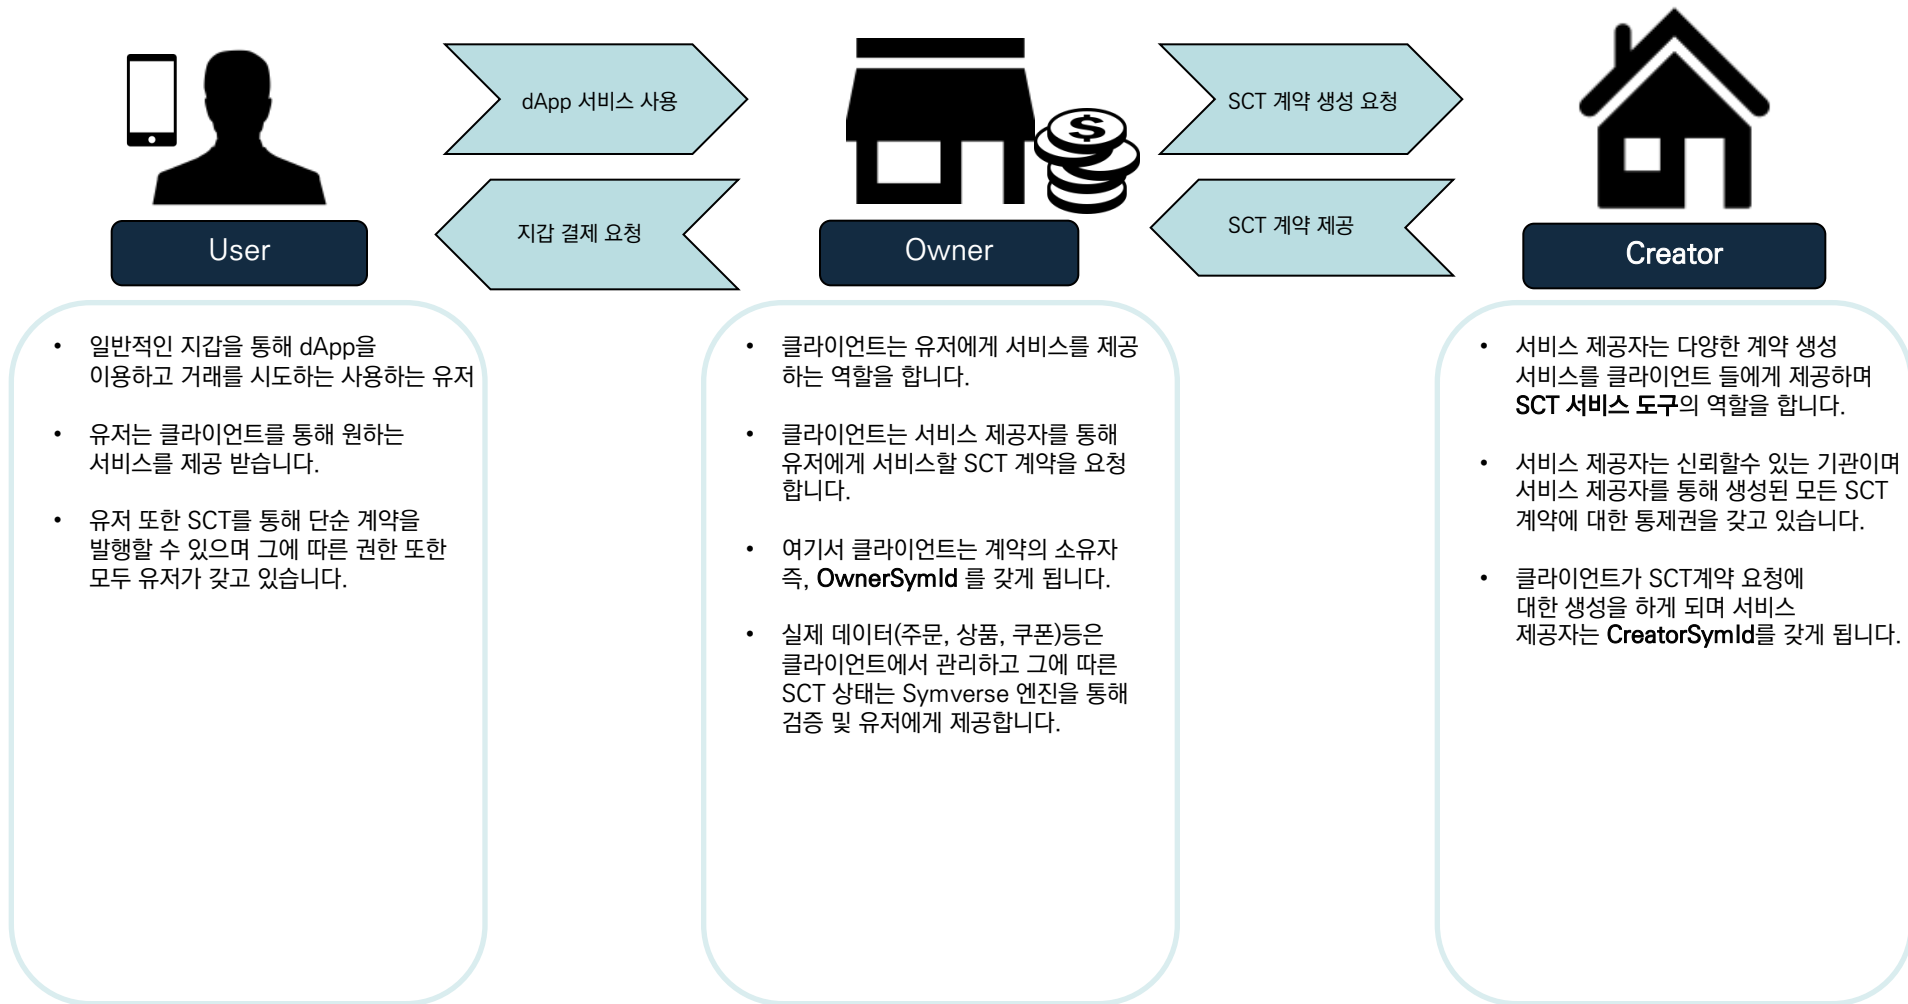 dApp 서비스 사용
지갑 결제 요청
SCT 계약 생성 요청
SCT 계약 제공
$
User
Owner
Creator
• 일반적인 지갑을 통해 dApp을
이용하고 거래를 시도하는 사용하는 유저
• 유저는 클라이언트를 통해 원하는
서비스를 제공 받습니다.
• 유저 또한 SCT를 통해 단순 계약을
발행할 수 있으며 그에 따른 권한 또한
모두 유저가 갖고 있습니다.
• 클라이언트는 유저에게 서비스를 제공
하는 역할을 합니다.
• 클라이언트는 서비스 제공자를 통해
유저에게 서비스할 SCT 계약을 요청
합니다.
• 여기서 클라이언트는 계약의 소유자
즉, OwnerSymId 를 갖게 됩니다.
• 실제 데이터(주문, 상품, 쿠폰)등은
클라이언트에서 관리하고 그에 따른
SCT 상태는 Symverse 엔진을 통해
검증 및 유저에게 제공합니다.
• 서비스 제공자는 다양한 계약 생성
서비스를 클라이언트 들에게 제공하며
SCT 서비스 도구의 역할을 합니다.
• 서비스 제공자는 신뢰할수 있는 기관이며
서비스 제공자를 통해 생성된 모든 SCT
계약에 대한 통제권을 갖고 있습니다.
• 클라이언트가 SCT계약 요청에
대한 생성을 하게 되며 서비스
제공자는 CreatorSymId를 갖게 됩니다.